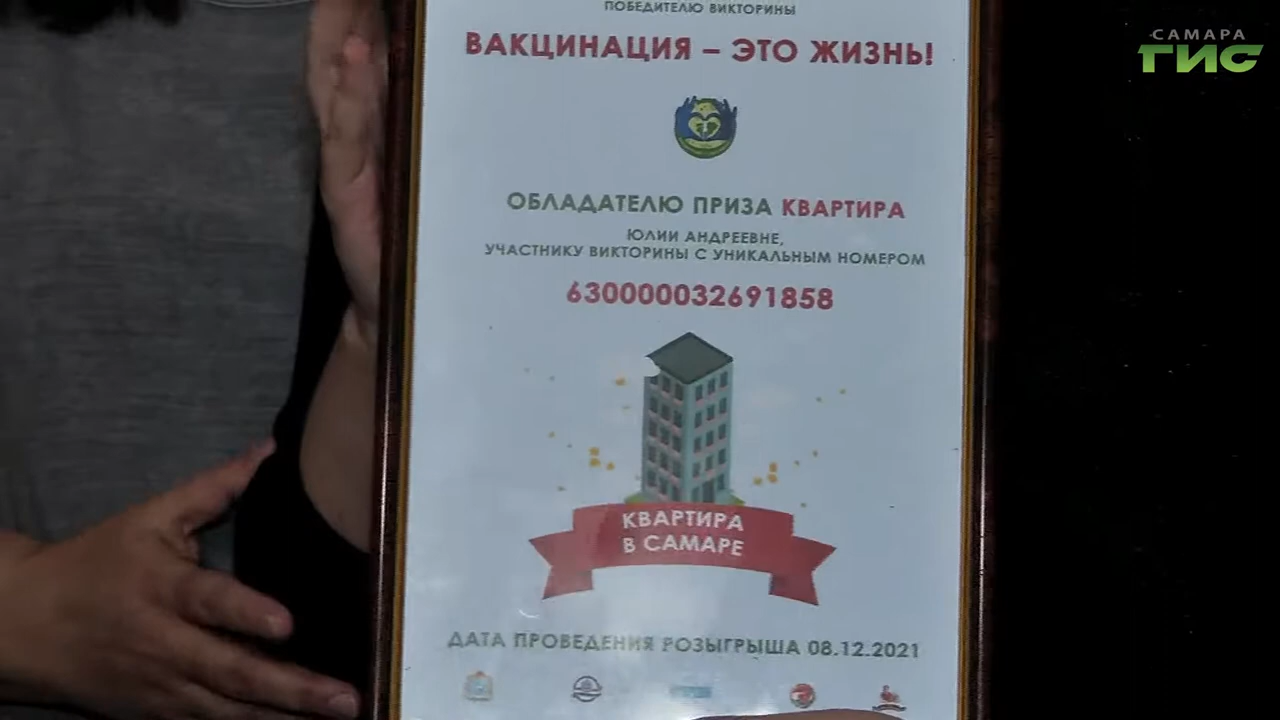 ПОБЕДИТЕЛЮ ВИКТОРИНЫ
ВАКЦИНАЦИЯ – ЭТО ЖИЗНЬ!
САМАРА
ГИС
ОБЛАДАТЕЛЮ ПРИЗА КВАРТИРА
ЮЛИИ АНДРЕЕВНЕ,
УЧАСТНИКУ ВИКТОРИНЫ С УНИКАЛЬНЫМ НОМЕРОМ
630000032691858
КВАРТИРА
В САМАРЕ
ДАТА ПРОВЕДЕНИЯ РОЗЫГРЫША 08.12.2021